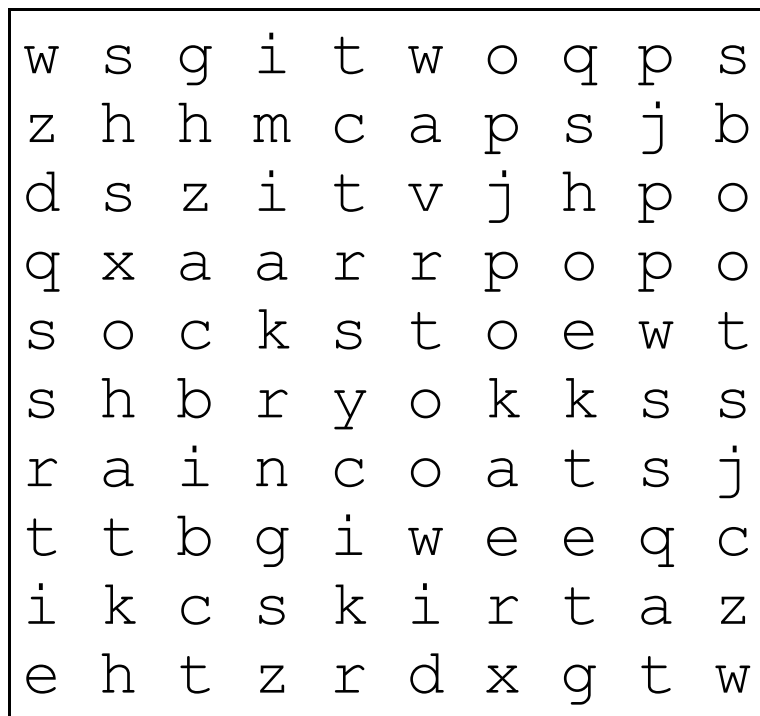 w s g i t w o q p s
z h h m c a p s j b
d s z i t v j h p o
q x a a r r p o p o
s o c k s t o e w t
s h b r y o k k s s
r a i n c o a t s j
t t b g i w e e q c
i k c s k i r t a z
e h t z r d x g t w